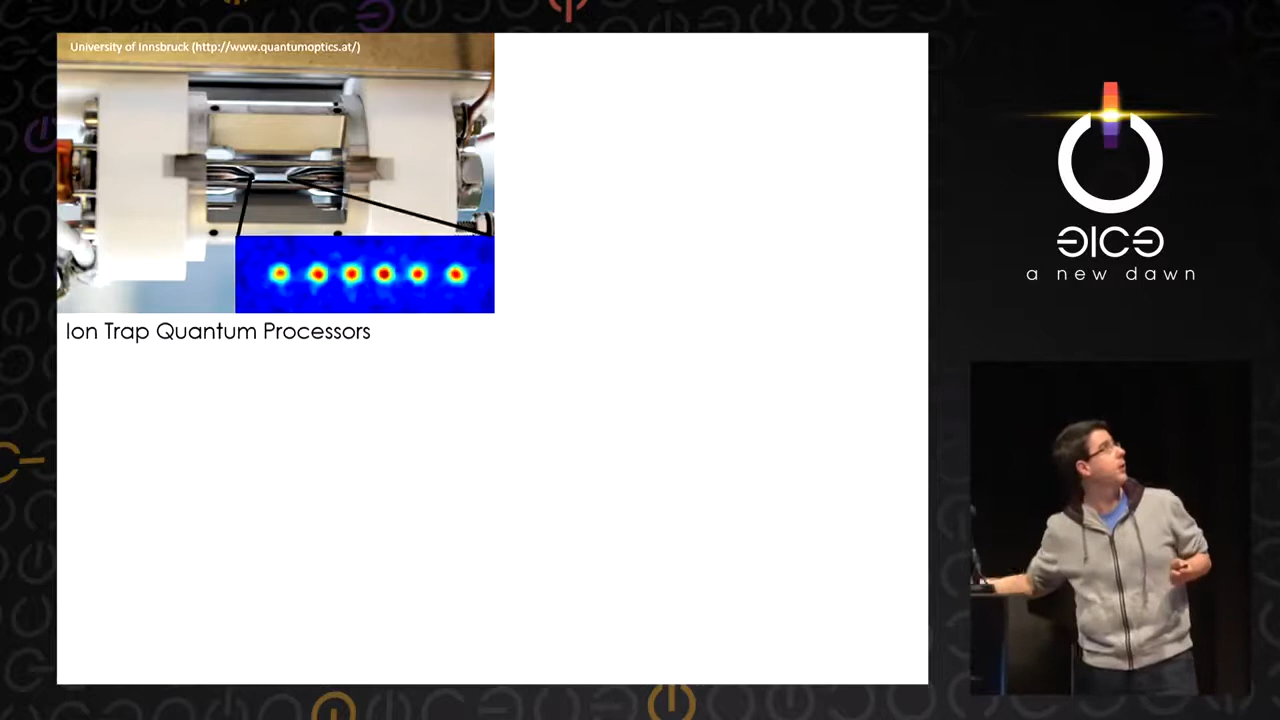 University of Innsbruck (http://www.quantumoptics.at/)
Ion Trap Quantum Processors
a new dawn